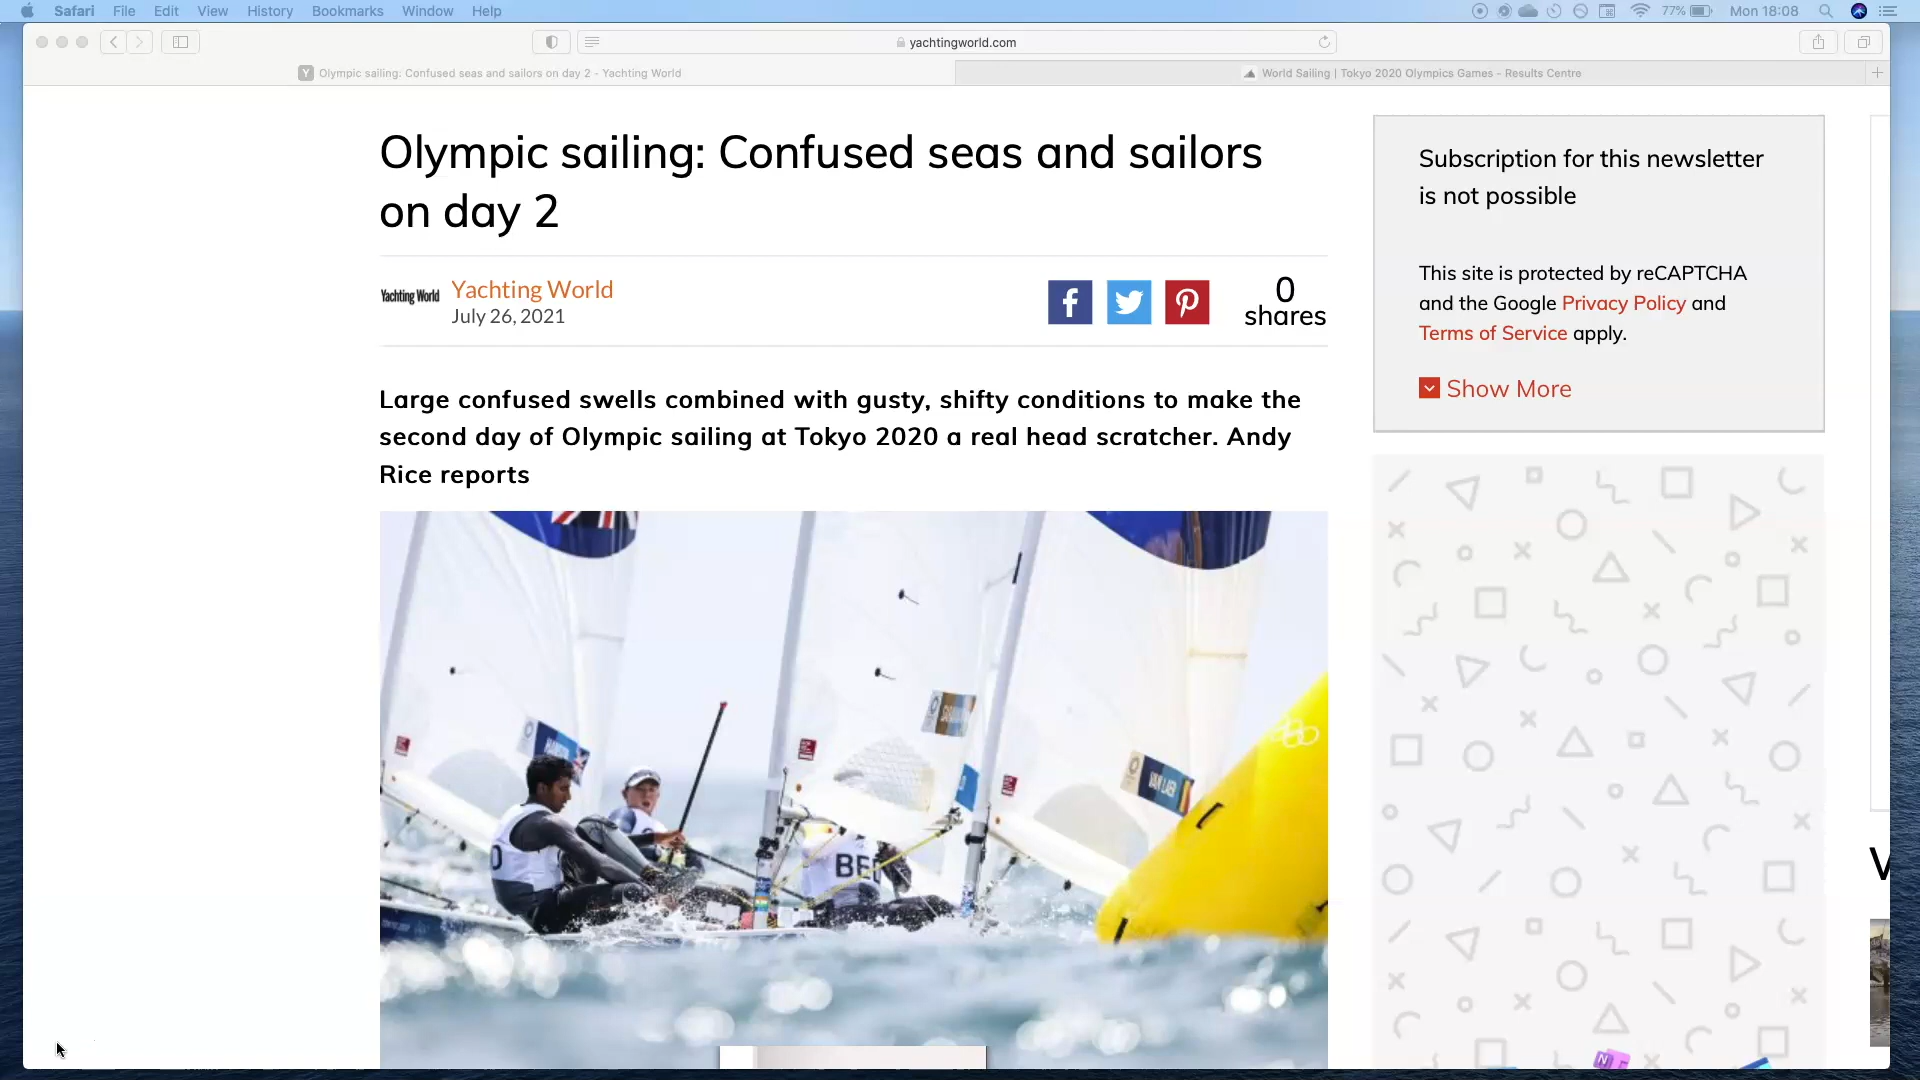 Safari File Edit View History Bookmarks Window Help 77% Mon 18:08
yachtingworld.com
Y Olympic sailing: Confused seas and sailors on day 2 - Yachting World
World Sailing | Tokyo 2020 Olympics Games - Results Centre
Olympic sailing: Confused seas and sailors
on day 2
Yachting World
Yachting World
July 26, 2021
0
shares
Large confused swells combined with gusty, shifty conditions to make the
second day of Olympic sailing at Tokyo 2020 a real head scratcher. Andy
Rice reports
VAN LAER
Subscription for this newsletter
is not possible
This site is protected by reCAPTCHA
and the Google Privacy Policy and
Terms of Service apply.
Show More
N